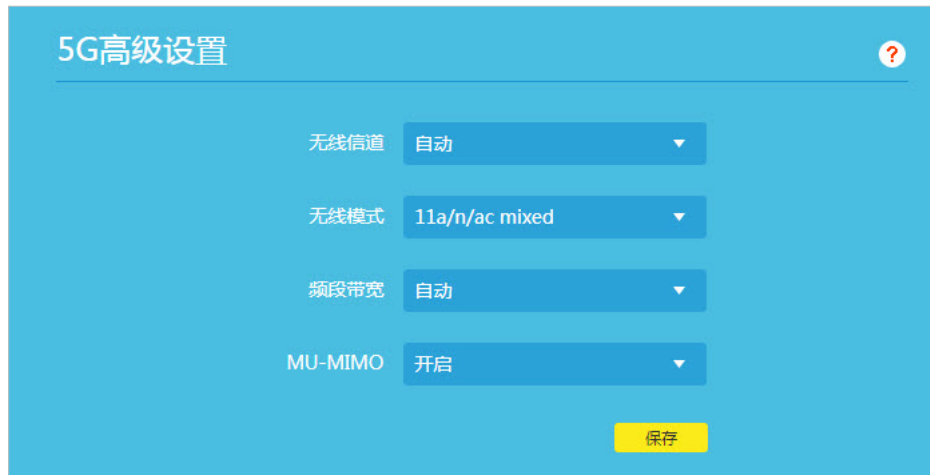 5G高级设置
?
无线信道 自动
无线模式 11a/n/ac mixed
频段带宽 自动
MU-MIMO 开启
保存